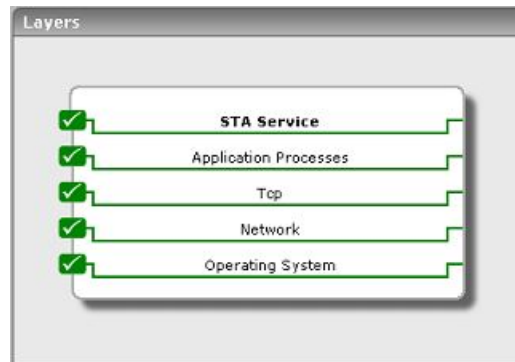 Layers
STA Service
Application Processes
Tcp
Network
Operating System